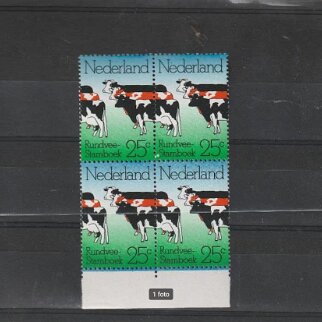 Nederland Nederland
Rundvee-
Stamboek 25c
Rundvee-
Stamboek 25c
Nederland Nederland
Rundvee-
Stamboek 25c
Rundvee-
Stamboek 25c
1 foto